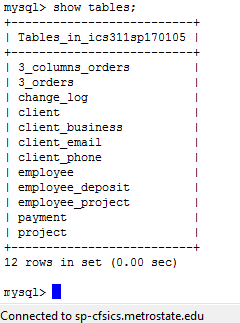 mysql> show tables;
+-------------------------+
| Tables_in_ics311sp170105 |
+-------------------------+
| 3_columns_orders |
| 3_orders |
| change_log |
| client |
| client_business |
| client_email |
| client_phone |
| employee |
| employee_deposit |
| employee_project |
| payment |
| project |
+-------------------------+
12 rows in set (0.00 sec)
mysql>
Connected to sp-cfsics.metrostate.edu